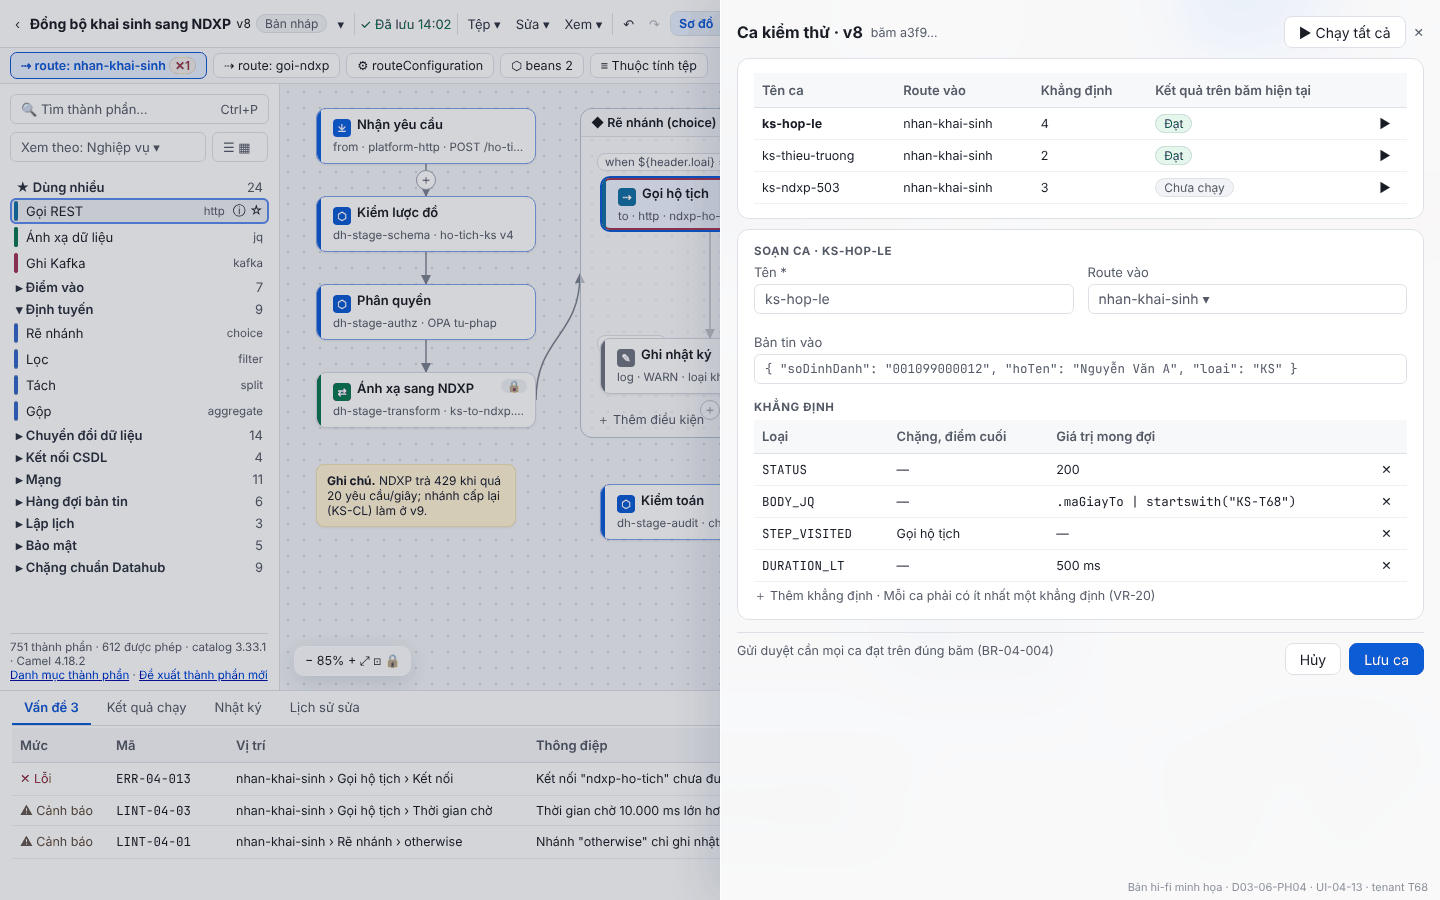 ‹ Đồng bộ khai sinh sang NDXP v8 Bản nháp ▾ ✓ Đã lưu 14:02 Tệp ▾ Sửa ▾ Xem ▾ ↶ ↷ Sơ đồ
⇢ route: nhan-khai-sinh ✕1 ⇢ route: goi-ndxp ⚙ routeConfiguration ⬡ beans 2 ≡ Thuộc tính tệp
🔍 Tìm thành phần... Ctrl+P
Xem theo: Nghiệp vụ ▾ ☰ ▦
★ Dùng nhiều 24
Gọi REST http ⓘ ☆
Ánh xạ dữ liệu jq
Ghi Kafka kafka
▸ Điểm vào 7
▾ Định tuyến 9
Rẽ nhánh choice
Lọc filter
Tách split
Gộp aggregate
▸ Chuyển đổi dữ liệu 14
▸ Kết nối CSDL 4
▸ Mạng 11
▸ Hàng đợi bản tin 6
▸ Lập lịch 3
▸ Bảo mật 5
▸ Chặng chuẩn Datahub 9
751 thành phần · 612 được phép · catalog 3.33.1
· Camel 4.18.2
Danh mục thành phần · Đề xuất thành phần mới
Nhận yêu cầu
from · platform-http · POST /ho-ti...
+
Kiểm lược đồ
dh-stage-schema · ho-tich-ks v4
Phân quyền
dh-stage-authz · OPA tu-phap
Ánh xạ sang NDXP 🔒
dh-stage-transform · ks-to-ndxp....
Ghi chú. NDXP trả 429 khi quá
20 yêu cầu/giây; nhánh cấp lại
(KS-CL) làm ở v9.
◆ Rẽ nhánh (choice)
when ${header.loai}
Gọi hộ tịch
to · http · ndxp-ho-
Ghi nhật ký
log · WARN · loại
+ Thêm điều kiện
+
Kiểm toán
dh-stage-audit ·
− 85% + ⤢ ⊡ 🔒
Vấn đề 3 Kết quả chạy Nhật ký Lịch sử sửa
Mức Mã Vị trí Thông điệp
✕ Lỗi ERR-04-013 nhan-khai-sinh › Gọi hộ tịch › Kết nối Kết nối "ndxp-ho-tich" chưa
⚠ Cảnh báo LINT-04-03 nhan-khai-sinh › Gọi hộ tịch › Thời gian chờ Thời gian chờ 10.000 ms lớn
⚠ Cảnh báo LINT-04-01 nhan-khai-sinh › Rẽ nhánh › otherwise Nhánh "otherwise" chỉ ghi nhật
Ca kiểm thử · v8 băm a3f9... ▶ Chạy tất cả ✕
Tên ca Route vào Khẳng định Kết quả trên băm hiện tại
ks-hop-le nhan-khai-sinh 4 Đạt ▶
ks-thieu-truong nhan-khai-sinh 2 Đạt ▶
ks-ndxp-503 nhan-khai-sinh 3 Chưa chạy ▶
SOẠN CA · KS-HOP-LE
Tên * Route vào
ks-hop-le nhan-khai-sinh ▾
Bản tin vào
{ "soDinhDanh": "001099000012", "hoTen": "Nguyễn Văn A", "loai": "KS" }
KHẲNG ĐỊNH
Loại Chặng, điểm cuối Giá trị mong đợi
STATUS — 200 ✕
BODY_JQ — .maGiayTo | startswith("KS-T68") ✕
STEP_VISITED Gọi hộ tịch — ✕
DURATION_LT — 500 ms ✕
+ Thêm khẳng định · Mỗi ca phải có ít nhất một khẳng định (VR-20)
Gửi duyệt cần mọi ca đạt trên đúng băm (BR-04-004) Hủy Lưu ca
Bản hi-fi minh họa · D03-06-PH04 · UI-04-13 · tenant T68